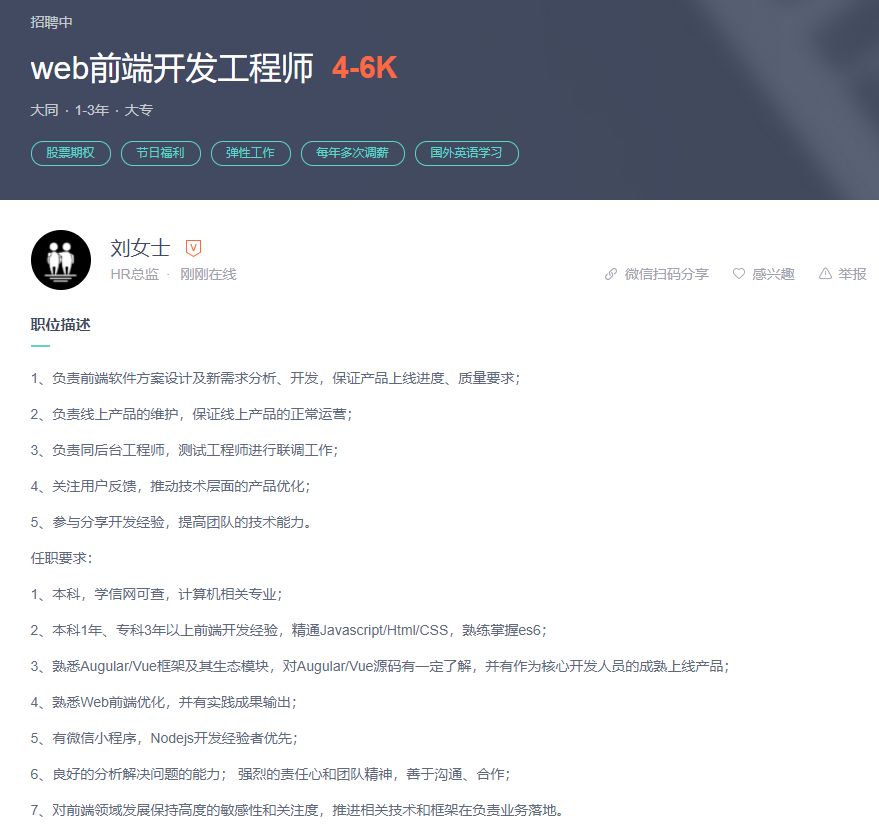 招聘中
web前端开发工程师 4-6K
大同 · 1-3年 · 大专
股票期权 节日福利 弹性工作 每年多次调薪 国外英语学习
刘女士 V
HR总监 · 刚刚在线 微信扫码分享 感兴趣 举报
职位描述
1、负责前端软件方案设计及新需求分析、开发，保证产品上线进度、质量要求；
2、负责线上产品的维护，保证线上产品的正常运营；
3、负责同后台工程师，测试工程师进行联调工作；
4、关注用户反馈，推动技术层面的产品优化；
5、参与分享开发经验，提高团队的技术能力。
任职要求：
1、本科，学信网可查，计算机相关专业；
2、本科1年、专科3年以上前端开发经验，精通Javascript/Html/CSS，熟练掌握es6；
3、熟悉Augular/Vue框架及其生态模块，对Augular/Vue源码有一定了解，并有作为核心开发人员的成熟上线产品；
4、熟悉Web前端优化，并有实践成果输出；
5、有微信小程序，Nodejs开发经验者优先；
6、良好的分析解决问题的能力； 强烈的责任心和团队精神，善于沟通、合作；
7、对前端领域发展保持高度的敏感性和关注度，推进相关技术和框架在负责业务落地。